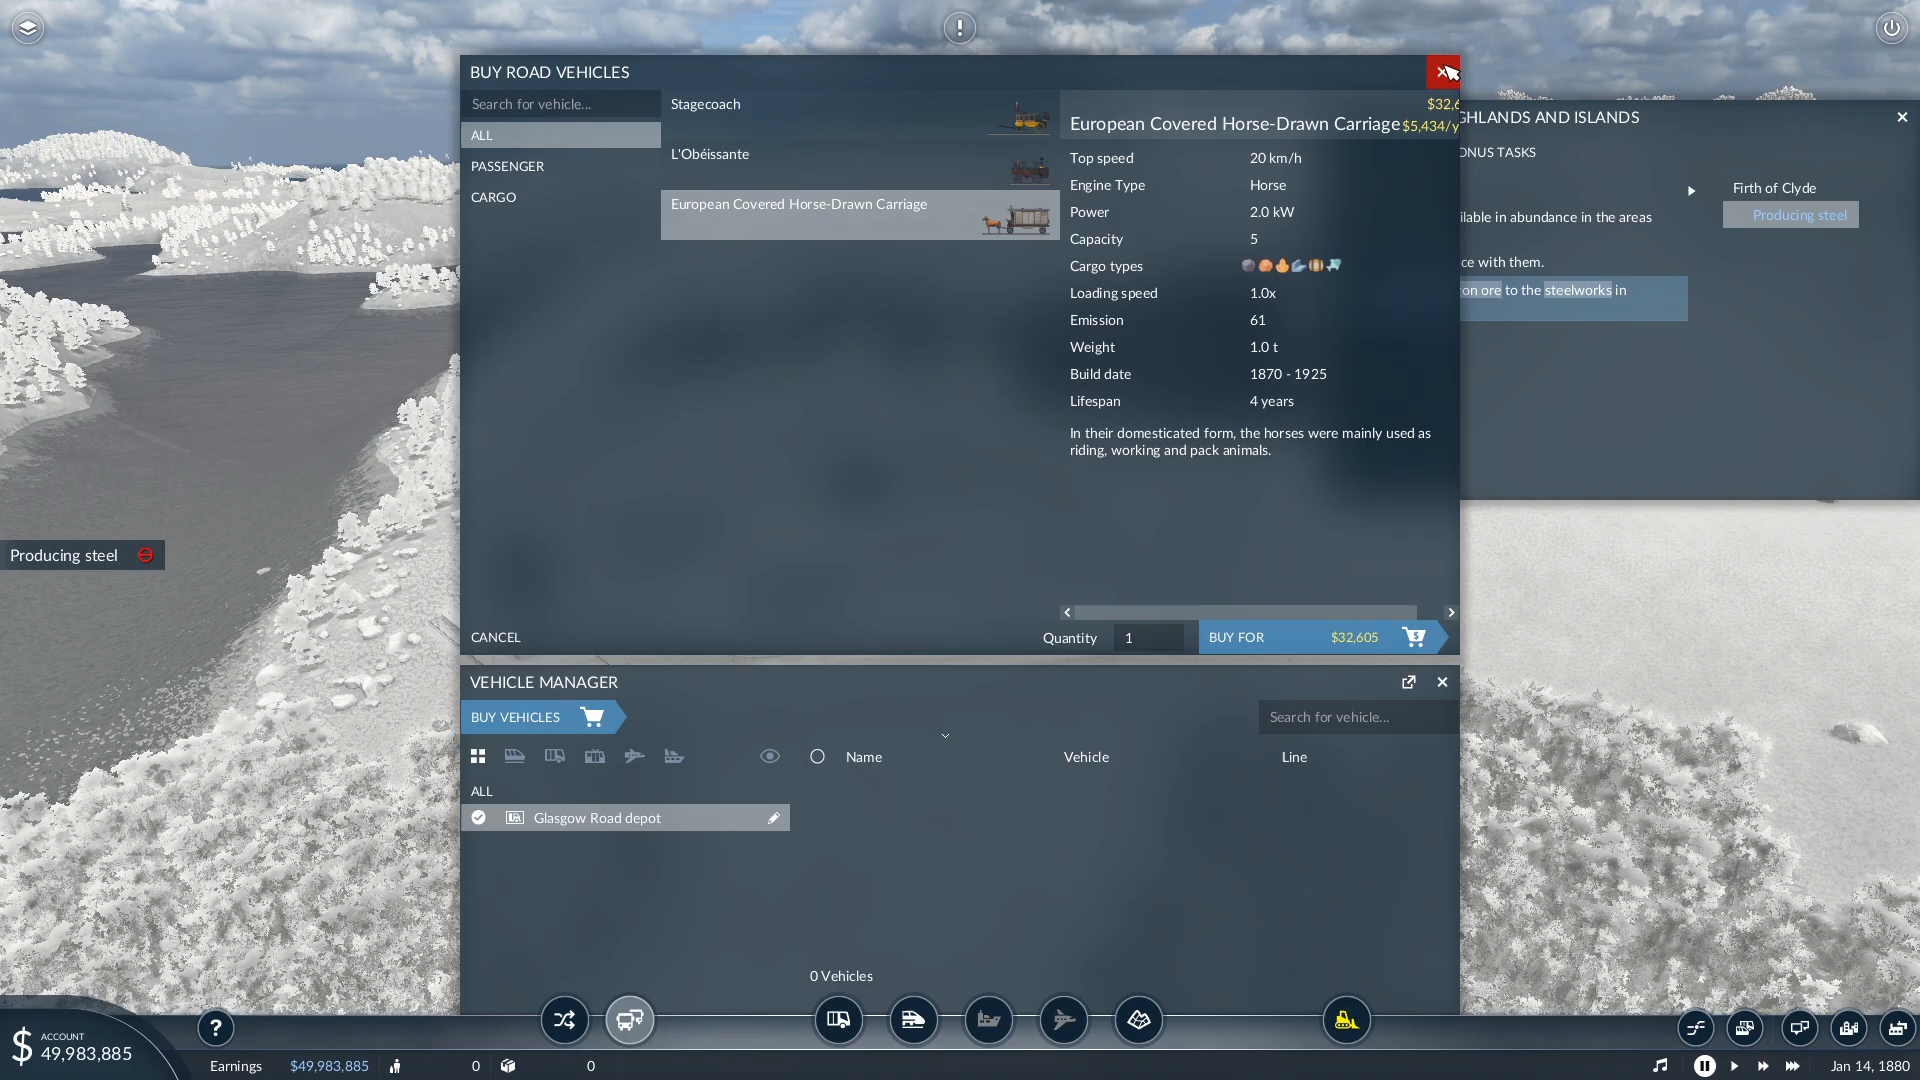 BUY ROAD VEHICLES
Search for vehicle...
ALL
PASSENGER
CARGO
Stagecoach
L'Obéissante
European Covered Horse-Drawn Carriage
$32,6
European Covered Horse-Drawn Carriage $5,434/y
Top speed 20 km/h
Engine Type Horse
Power 2.0 kW
Capacity 5
Cargo types
Loading speed 1.0x
Emission 61
Weight 1.0 t
Build date 1870 - 1925
Lifespan 4 years
In their domesticated form, the horses were mainly used as
riding, working and pack animals.
CANCEL
Quantity 1
BUY FOR $32,605
GHLANDS AND ISLANDS
ONUS TASKS
Firth of Clyde
Producing steel
ilable in abundance in the areas
ce with them.
on ore to the steelworks in
Producing steel
VEHICLE MANAGER
BUY VEHICLES
Search for vehicle...
Name Vehicle Line
ALL
Glasgow Road depot
0 Vehicles
$ ACCOUNT
49,983,885
?
Earnings $49,983,885 0 0
Jan 14, 1880